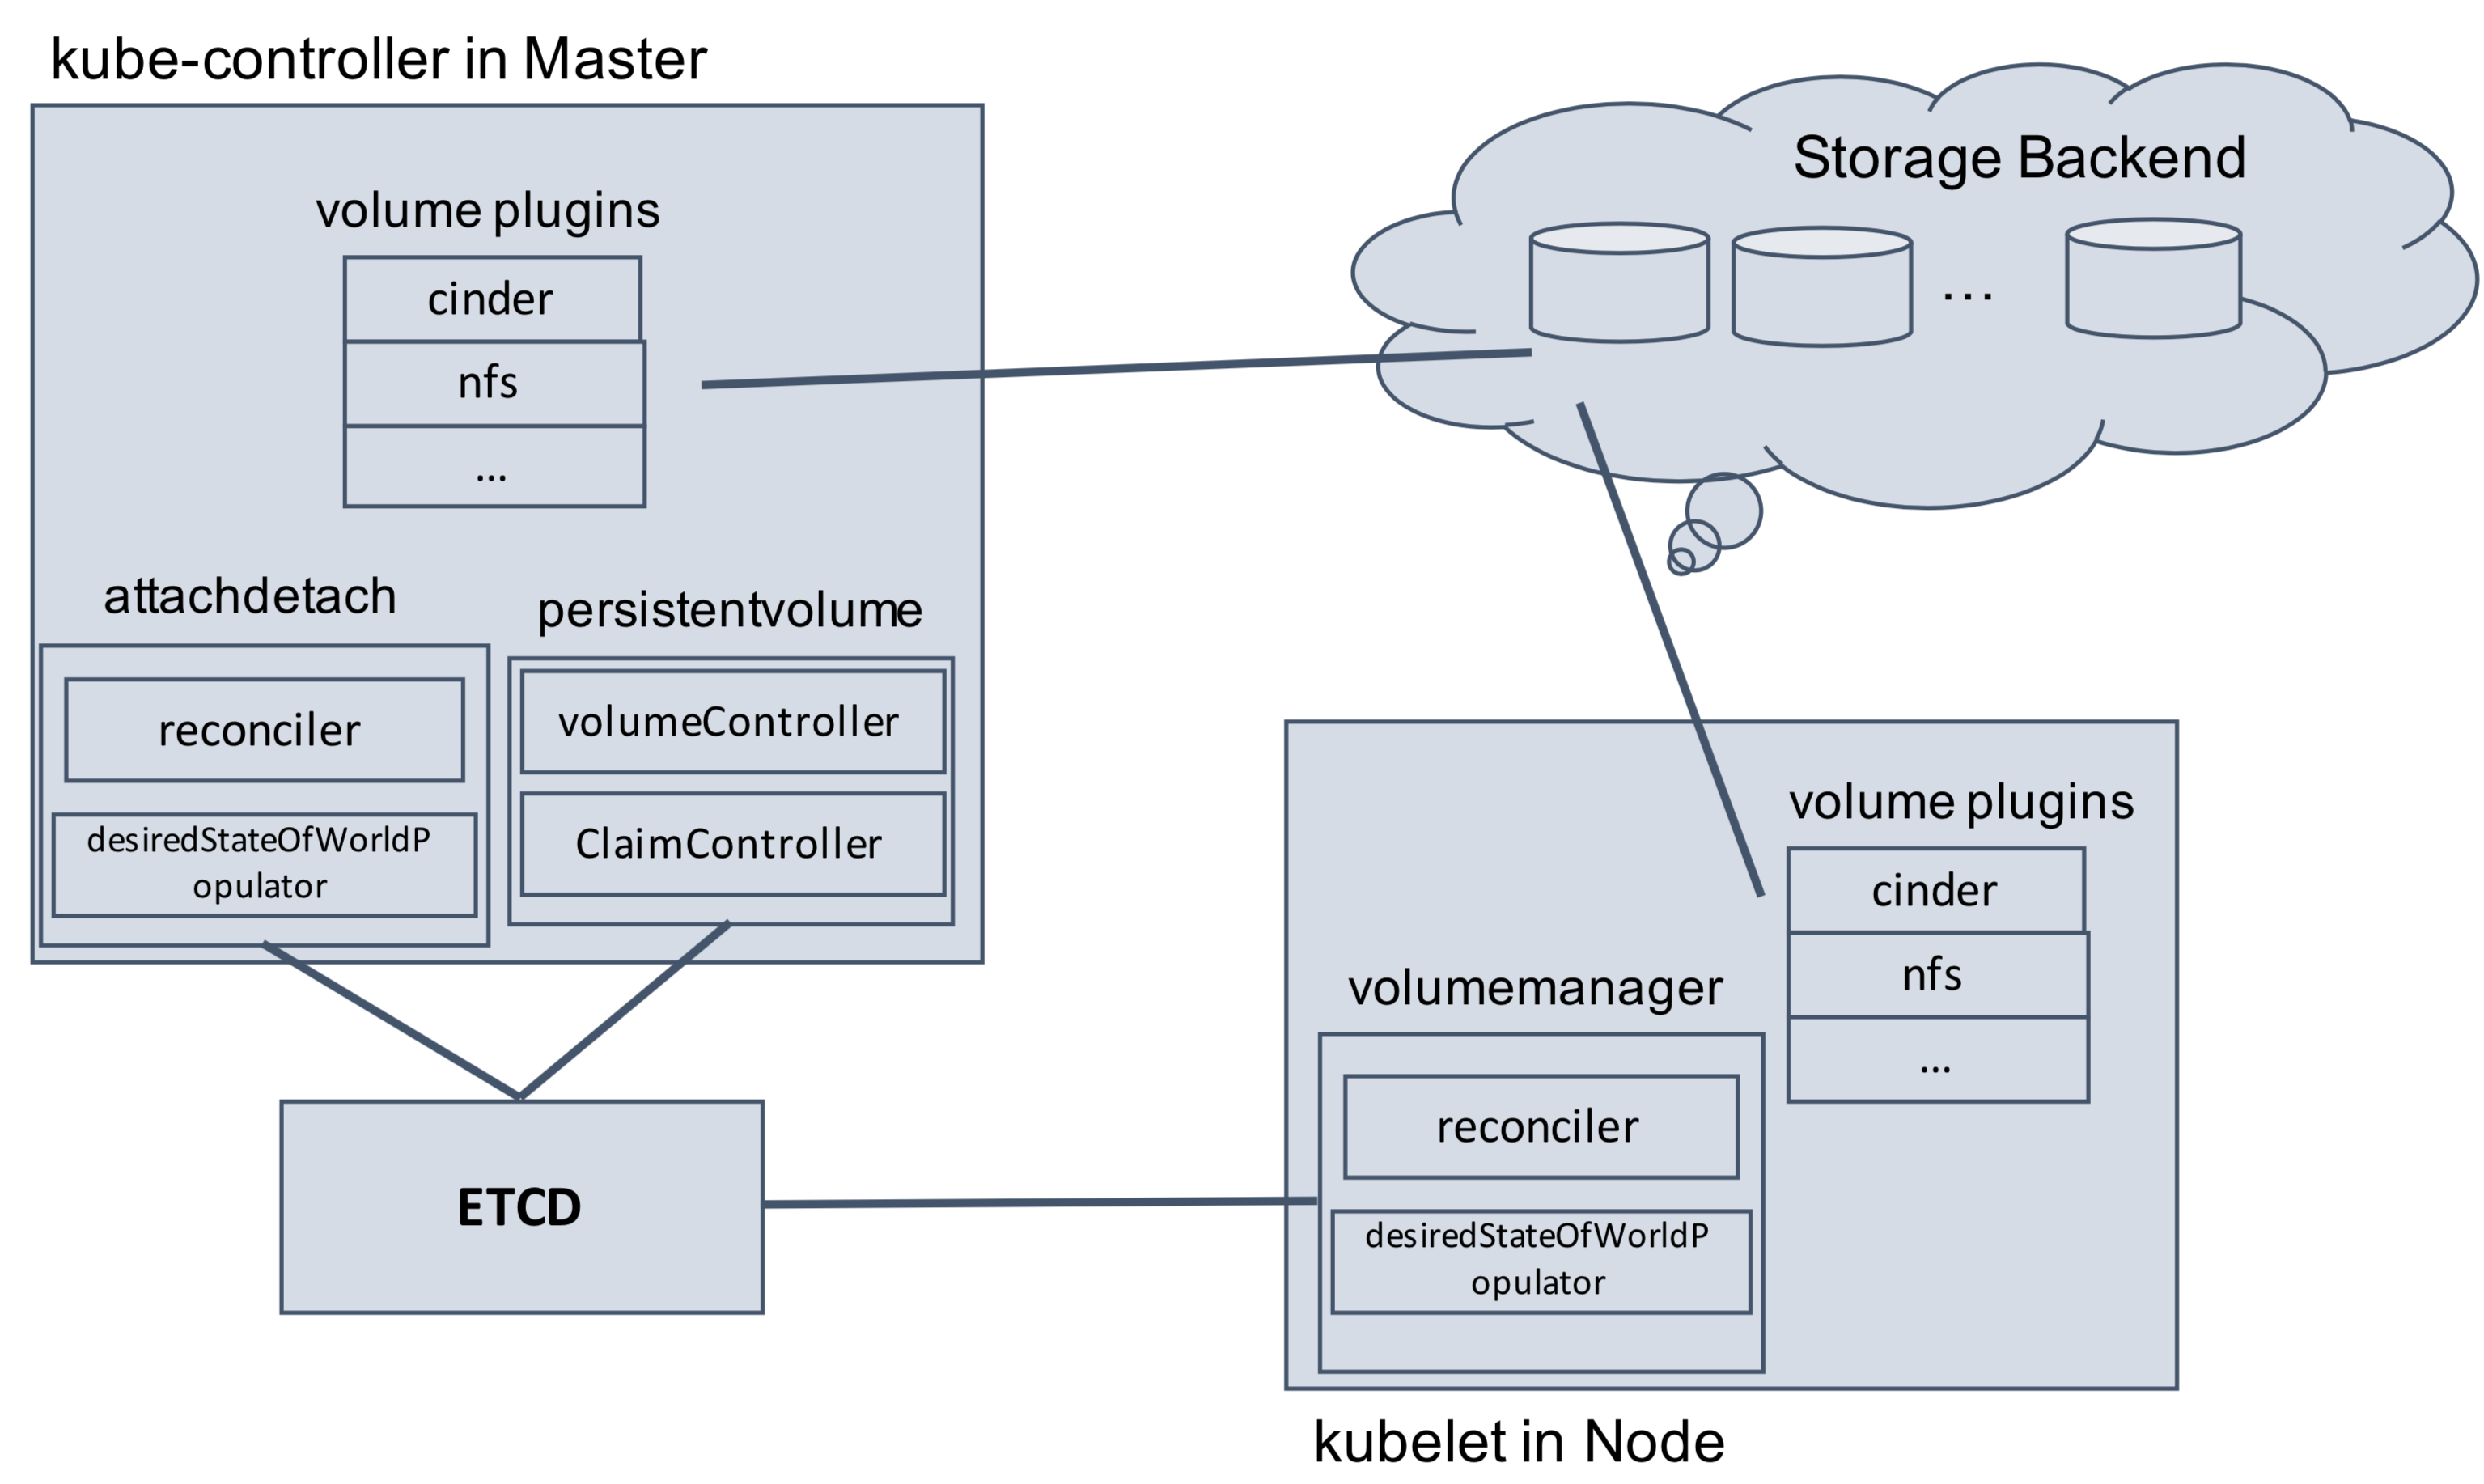 kube-controller in Master
volume plugins
cinder
nfs
...
attachdetach
reconciler
desiredStateOfWorldP
opulator
persistentvolume
volumeController
ClaimController
ETCD
Storage Backend
...
volume plugins
cinder
nfs
...
volumemanager
reconciler
desiredStateOfWorldP
opulator
kubelet in Node